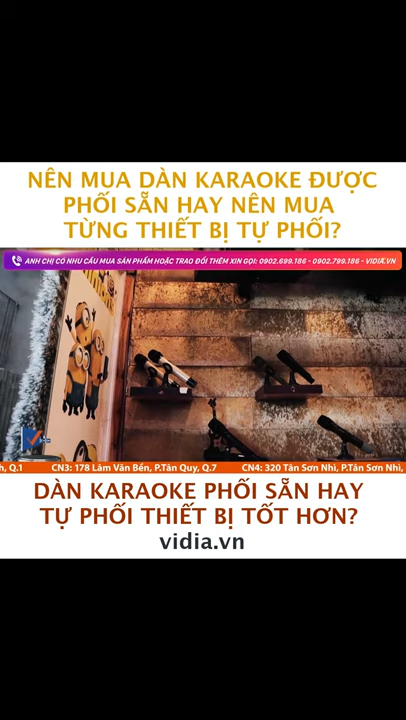 NÊN MUA DÀN KARAOKE ĐƯỢC
PHỐI SẴN HAY NÊN MUA
TỪNG THIẾT BỊ TỰ PHỐI?
ANH CHỊ CÓ NHU CẦU MUA SẢN PHẨM HOẶC TRAO ĐỔI THÊM XIN GỌI: 0902.699.186 - 0902.799.186 - VIDIA.VN
h, Q.1 CN3: 178 Lâm Văn Bền, P.Tân Quy, Q.7 CN4: 320 Tân Sơn Nhì, P.Tân Sơn Nhì,
DÀN KARAOKE PHỐI SẴN HAY
TỰ PHỐI THIẾT BỊ TỐT HƠN?
vidia.vn